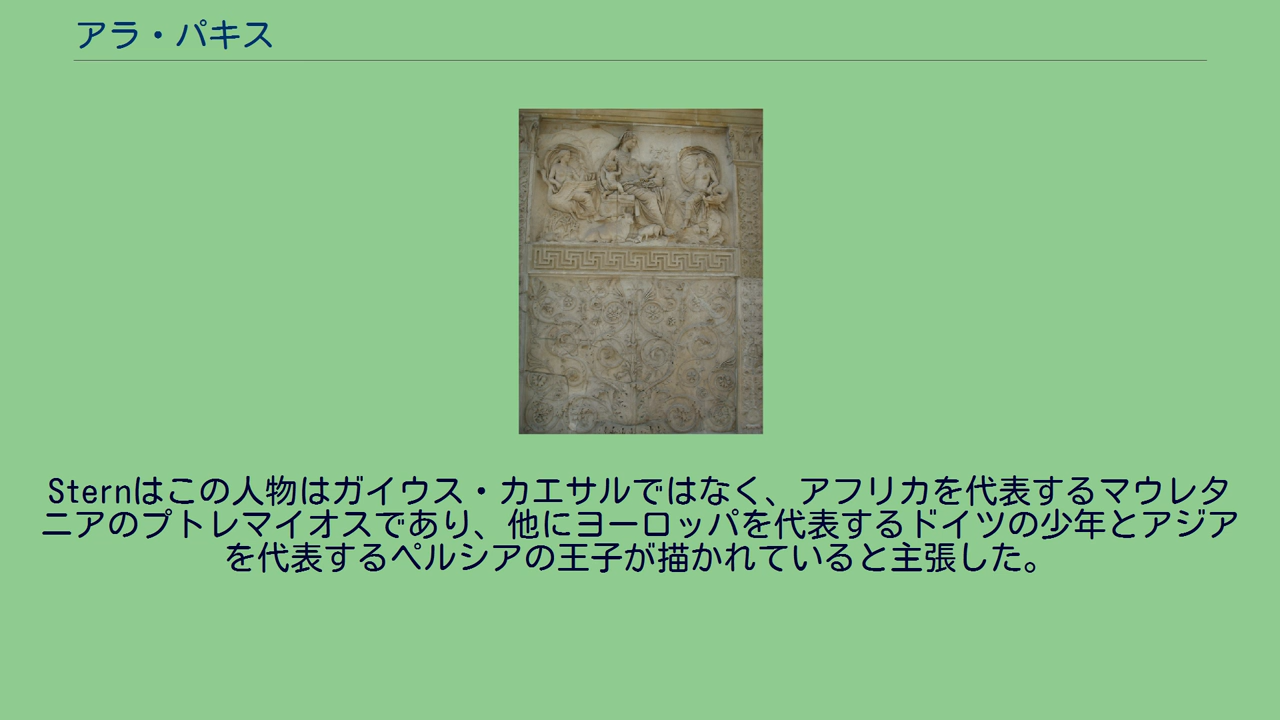 アラ・パキス
Sternはこの人物はガイウス・カエサルではなく、アフリカを代表するマウレタ
ニアのプトレマイオスであり、他にヨーロッパを代表するドイツの少年とアジア
を代表するペルシアの王子が描かれていると主張した。